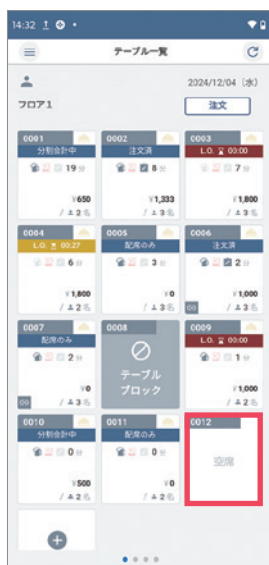 14:32
テーブル一覧
2024/12/04 (水)
フロア1
注文
0001
分割会計中
19 分
¥650
/ 2 名
0002
注文済
8 分
¥1,333
/ 3 名
0003
L.O. 00:00
7 分
¥1,800
/ 3 名
0004
L.O. 00:27
6 分
¥1,800
/ 2 名
0005
配席のみ
3 分
¥0
/ 3 名
0006
注文済
2 分
¥1,000
/ 3 名
0007
配席のみ
2 分
¥0
/ 3 名
0008
テーブル
ブロック
0009
L.O. 00:00
1 分
¥1,000
/ 2 名
0010
分割会計中
0 分
¥500
/ 2 名
0011
配席のみ
0 分
¥0
/ 2 名
0012
空席